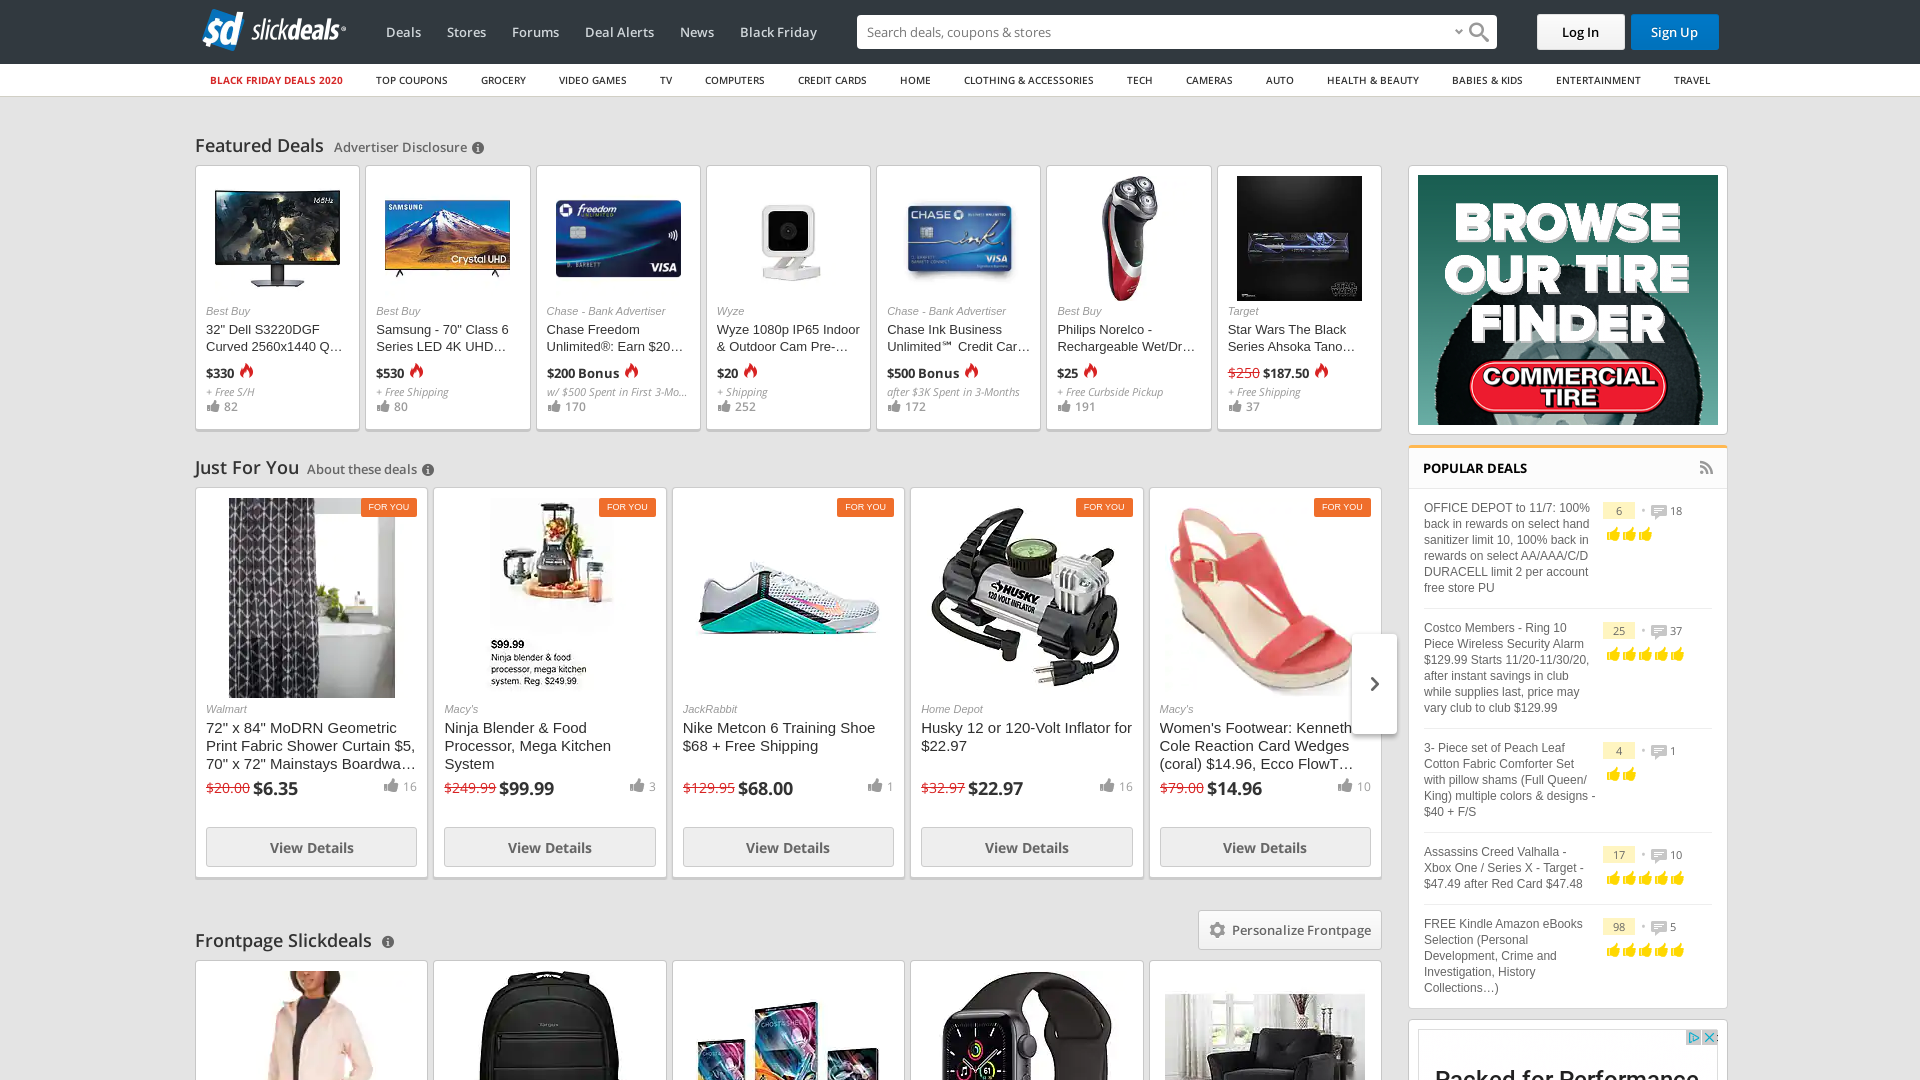 slickdeals
Deals
Stores
Forums
Deal Alerts
News
Black Friday
Search deals, coupons & stores
Log In
Sign Up
BLACK FRIDAY DEALS 2020
TOP COUPONS
GROCERY
VIDEO GAMES
TV
COMPUTERS
CREDIT CARDS
HOME
CLOTHING & ACCESSORIES
TECH
CAMERAS
AUTO
HEALTH & BEAUTY
BABIES & KIDS
ENTERTAINMENT
TRAVEL
Featured Deals
Advertiser Disclosure
165Hz
Best Buy
32" Dell S3220DGF
Curved 2560x1440 Q…
$330
+ Free S/H
82
SAMSUNG
Crystal UHD
Best Buy
Samsung - 70" Class 6
Series LED 4K UHD…
$530
+ Free Shipping
80
freedom
UNLIMITED
D. BARRETT
VISA
Chase - Bank Advertiser
Chase Freedom
Unlimited®: Earn $20…
$200 Bonus
w/ $500 Spent in First 3-Mo...
170
Wyze
Wyze 1080p IP65 Indoor
& Outdoor Cam Pre-…
$20
+ Shipping
252
CHASE
ink
VISA
Chase - Bank Advertiser
Chase Ink Business
Unlimited℠ Credit Car…
$500 Bonus
after $3K Spent in 3-Months
172
Best Buy
Philips Norelco -
Rechargeable Wet/Dr…
$25
+ Free Curbside Pickup
191
STAR WARS
Target
Star Wars The Black
Series Ahsoka Tano…
$250 $187.50
+ Free Shipping
37
BROWSE
OUR TIRE
FINDER
COMMERCIAL
TIRE
Just For You
About these deals
FOR YOU
Walmart
72" x 84" MoDRN Geometric
Print Fabric Shower Curtain $5,
70" x 72" Mainstays Boardwa…
$20.00 $6.35
16
View Details
FOR YOU
$99.99
Ninja blender & food
processor, mega kitchen
system. Reg. $249.99
Macy's
Ninja Blender & Food
Processor, Mega Kitchen
System
$249.99 $99.99
3
View Details
FOR YOU
JackRabbit
Nike Metcon 6 Training Shoe
$68 + Free Shipping
$129.95 $68.00
1
View Details
FOR YOU
HUSKY
120 VOLT INFLATOR
Home Depot
Husky 12 or 120-Volt Inflator for
$22.97
$32.97 $22.97
16
View Details
FOR YOU
Macy's
Women's Footwear: Kenneth
Cole Reaction Card Wedges
(coral) $14.96, Ecco FlowT…
$79.00 $14.96
10
View Details
POPULAR DEALS
OFFICE DEPOT to 11/7: 100%
back in rewards on select hand
sanitizer limit 10, 100% back in
rewards on select AA/AAA/C/D
DURACELL limit 2 per account
free store PU
6
18
Costco Members - Ring 10
Piece Wireless Security Alarm
$129.99 Starts 11/20-11/30/20,
after instant savings in club
while supplies last, price may
vary club to club $129.99
25
37
3- Piece set of Peach Leaf
Cotton Fabric Comforter Set
with pillow shams (Full Queen/
King) multiple colors & designs -
$40 + F/S
4
1
Assassins Creed Valhalla -
Xbox One / Series X - Target -
$47.49 after Red Card $47.48
17
10
FREE Kindle Amazon eBooks
Selection (Personal
Development, Crime and
Investigation, History
Collections…)
98
5
Frontpage Slickdeals
Personalize Frontpage
Packed for Performance